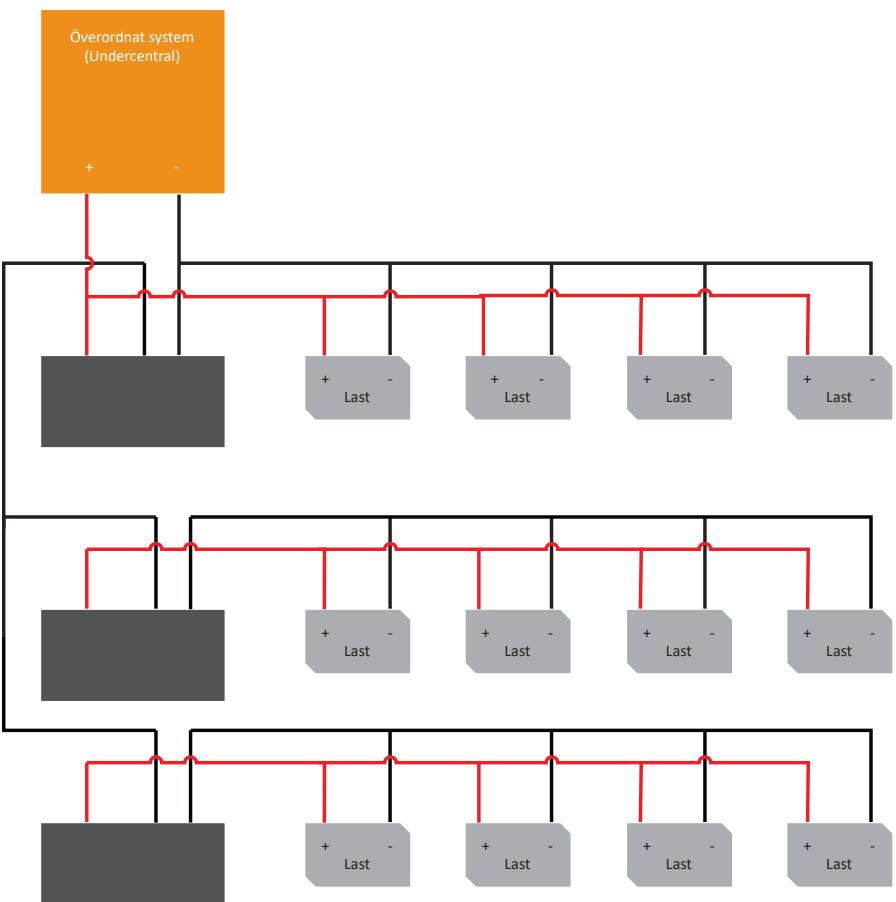 Överordnat system
(Undercentral)
+ -
+ - + - + - + -
Last Last Last Last
+ - + - + - + -
Last Last Last Last
+ - + - + - + -
Last Last Last Last